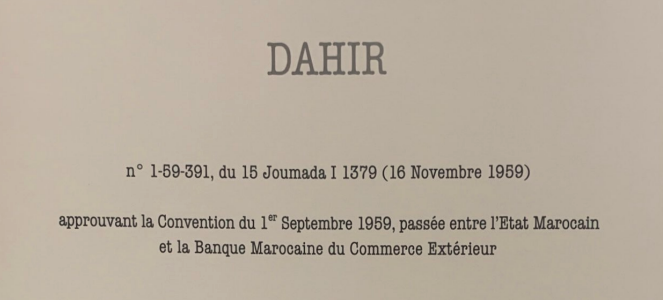 DAHIR
n° 1-59-391, du 15 Joumada I 1379 (16 Novembre 1959)
approuvant la Convention du 1er Septembre 1959, passée entre l'Etat Marocain
et la Banque Marocaine du Commerce Extérieur